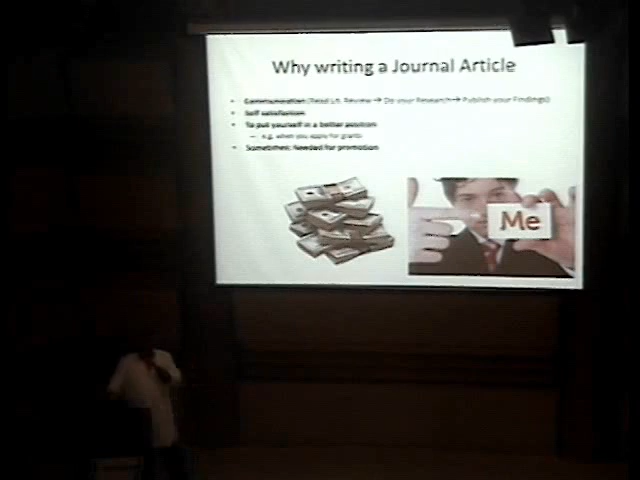 Why writing a Journal Article
• Communication (Read Lit. Review → Do your Research → Publish your Findings)
• Self satisfaction
• To put yourself in a better position
– e.g. when you apply for grants
• Sometimes: Needed for promotion
Me